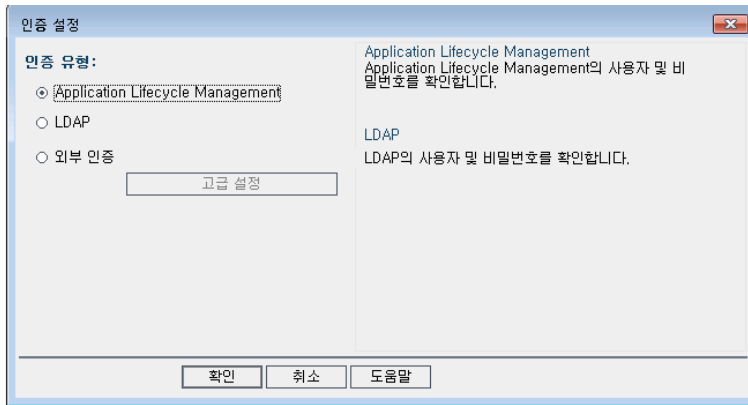 인증 설정
인증 유형:
Application Lifecycle Management
LDAP
외부 인증
고급 설정
Application Lifecycle Management
Application Lifecycle Management의 사용자 및 비
밀번호를 확인합니다.
LDAP
LDAP의 사용자 및 비밀번호를 확인합니다.
확인
취소
도움말